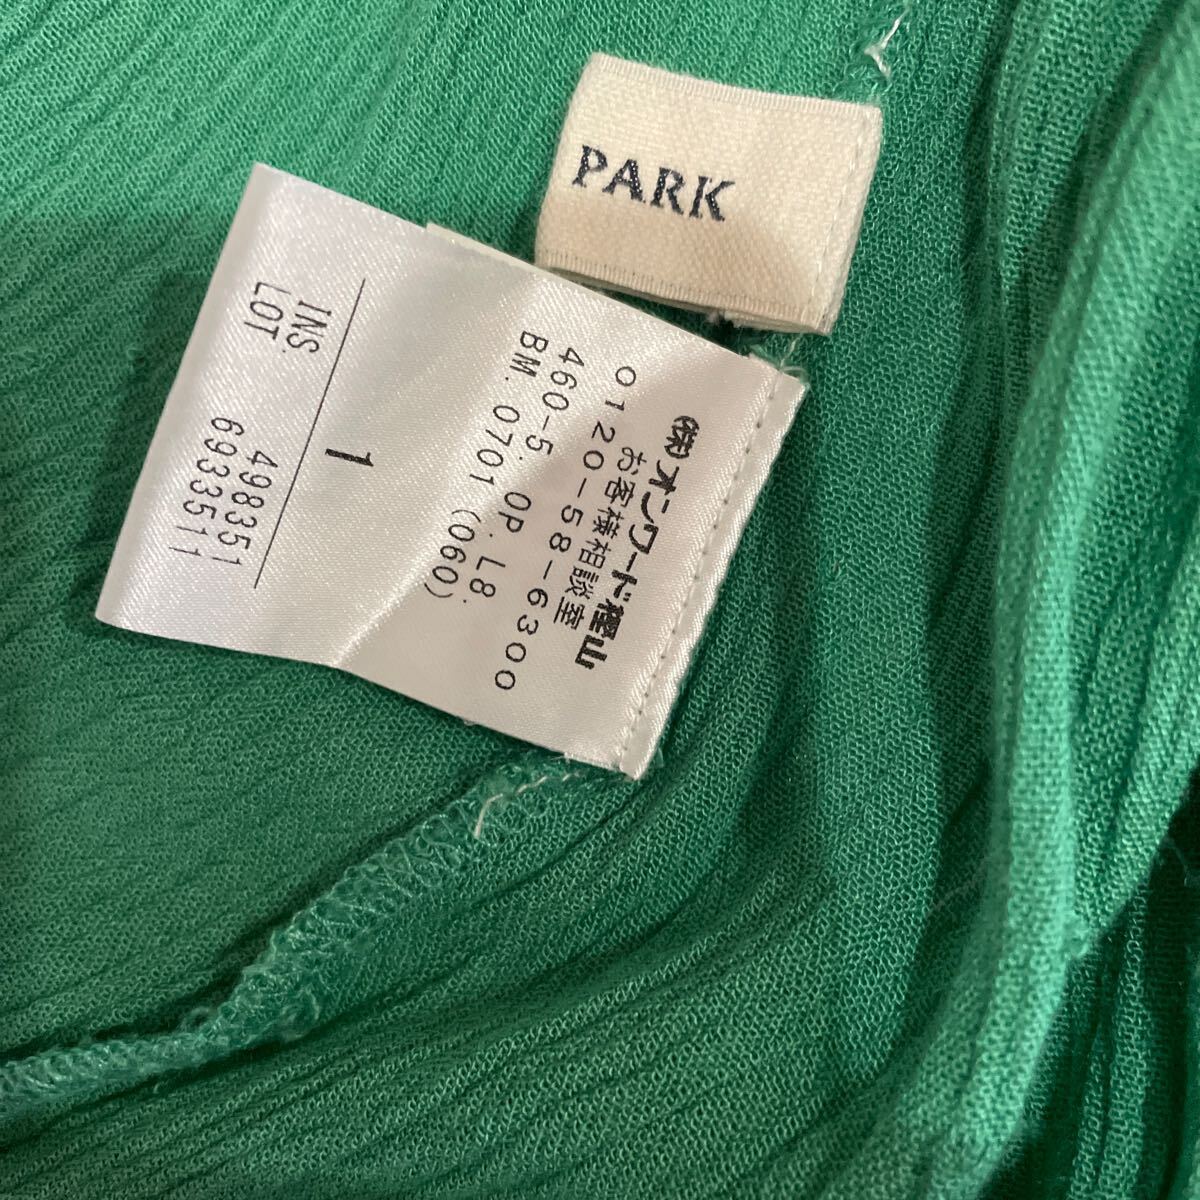 PARK
㈱オンワード樫山
お客様相談室
0120-58-6300
460-5. OP. L8.
BM. 0701 (060)
1
INS. 498351
LOT 6933511